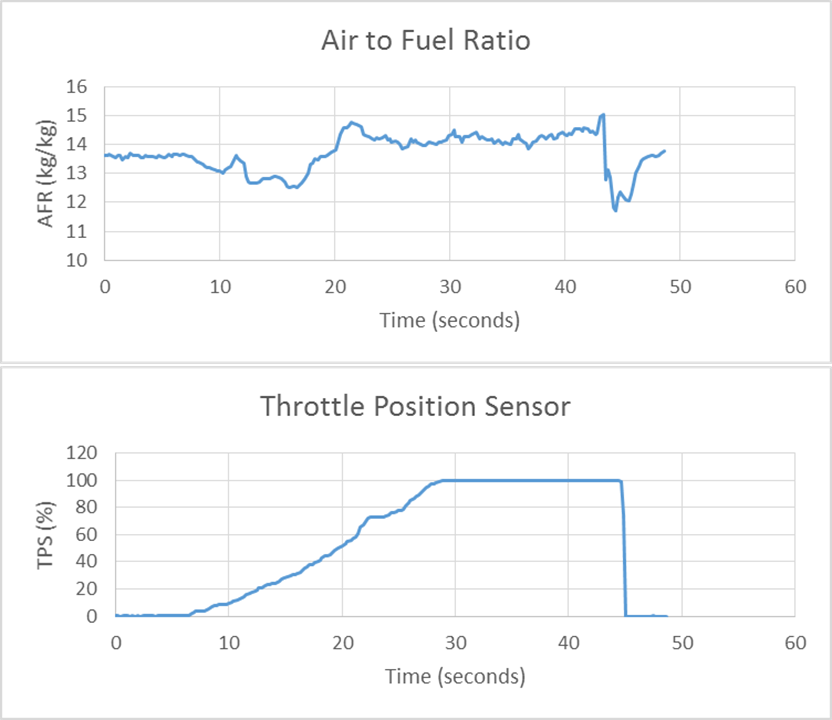 Air to Fuel Ratio
16
15
14
13
12
11
10
AFR (kg/kg)
0 10 20 30 40 50 60
Time (seconds)
Throttle Position Sensor
120
100
80
60
40
20
0
TPS (%)
0 10 20 30 40 50 60
Time (seconds)